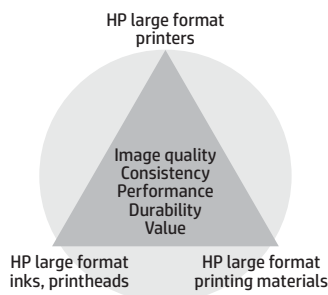 HP large format
printers
Image quality
Consistency
Performance
Durability
Value
HP large format
inks, printheads
HP large format
printing materials